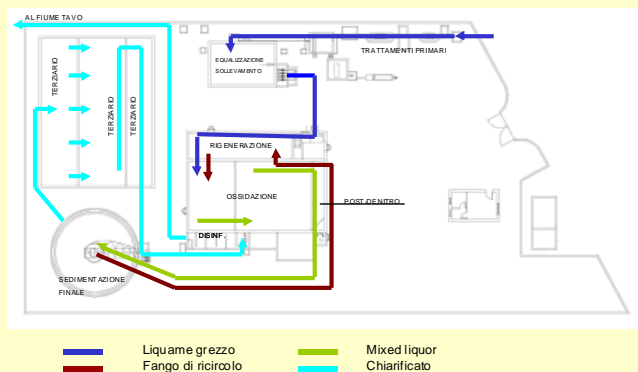 AL FIUME TAVO
TRATTAMENTI PRIMARI
EQUALIZZAZIONE
SOLLEVAMENTO
TERZIARIO
TERZIARIO
TERZIARIO
RIGENERAZIONE
OSSIDAZIONE
POST-DENITRO
DISINF.
SEDIMENTAZIONE
FINALE
Liquame grezzo
Mixed liquor
Fango di ricircolo
Chiarificato